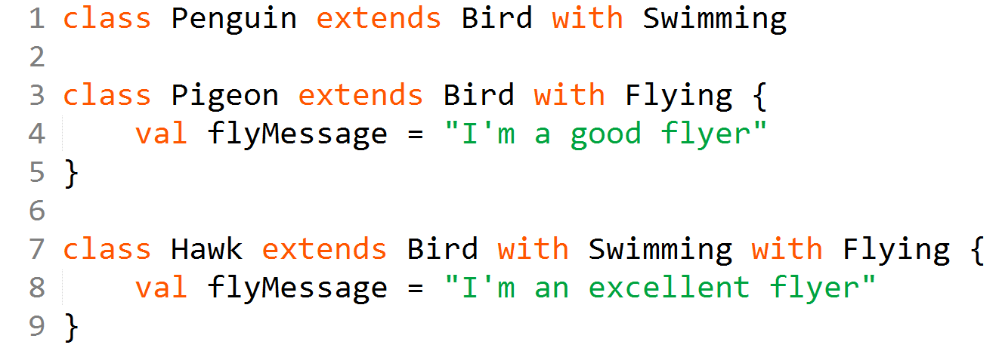 1 class Penguin extends Bird with Swimming
2
3 class Pigeon extends Bird with Flying {
4     val flyMessage = "I'm a good flyer"
5 }
6
7 class Hawk extends Bird with Swimming with Flying {
8     val flyMessage = "I'm an excellent flyer"
9 }